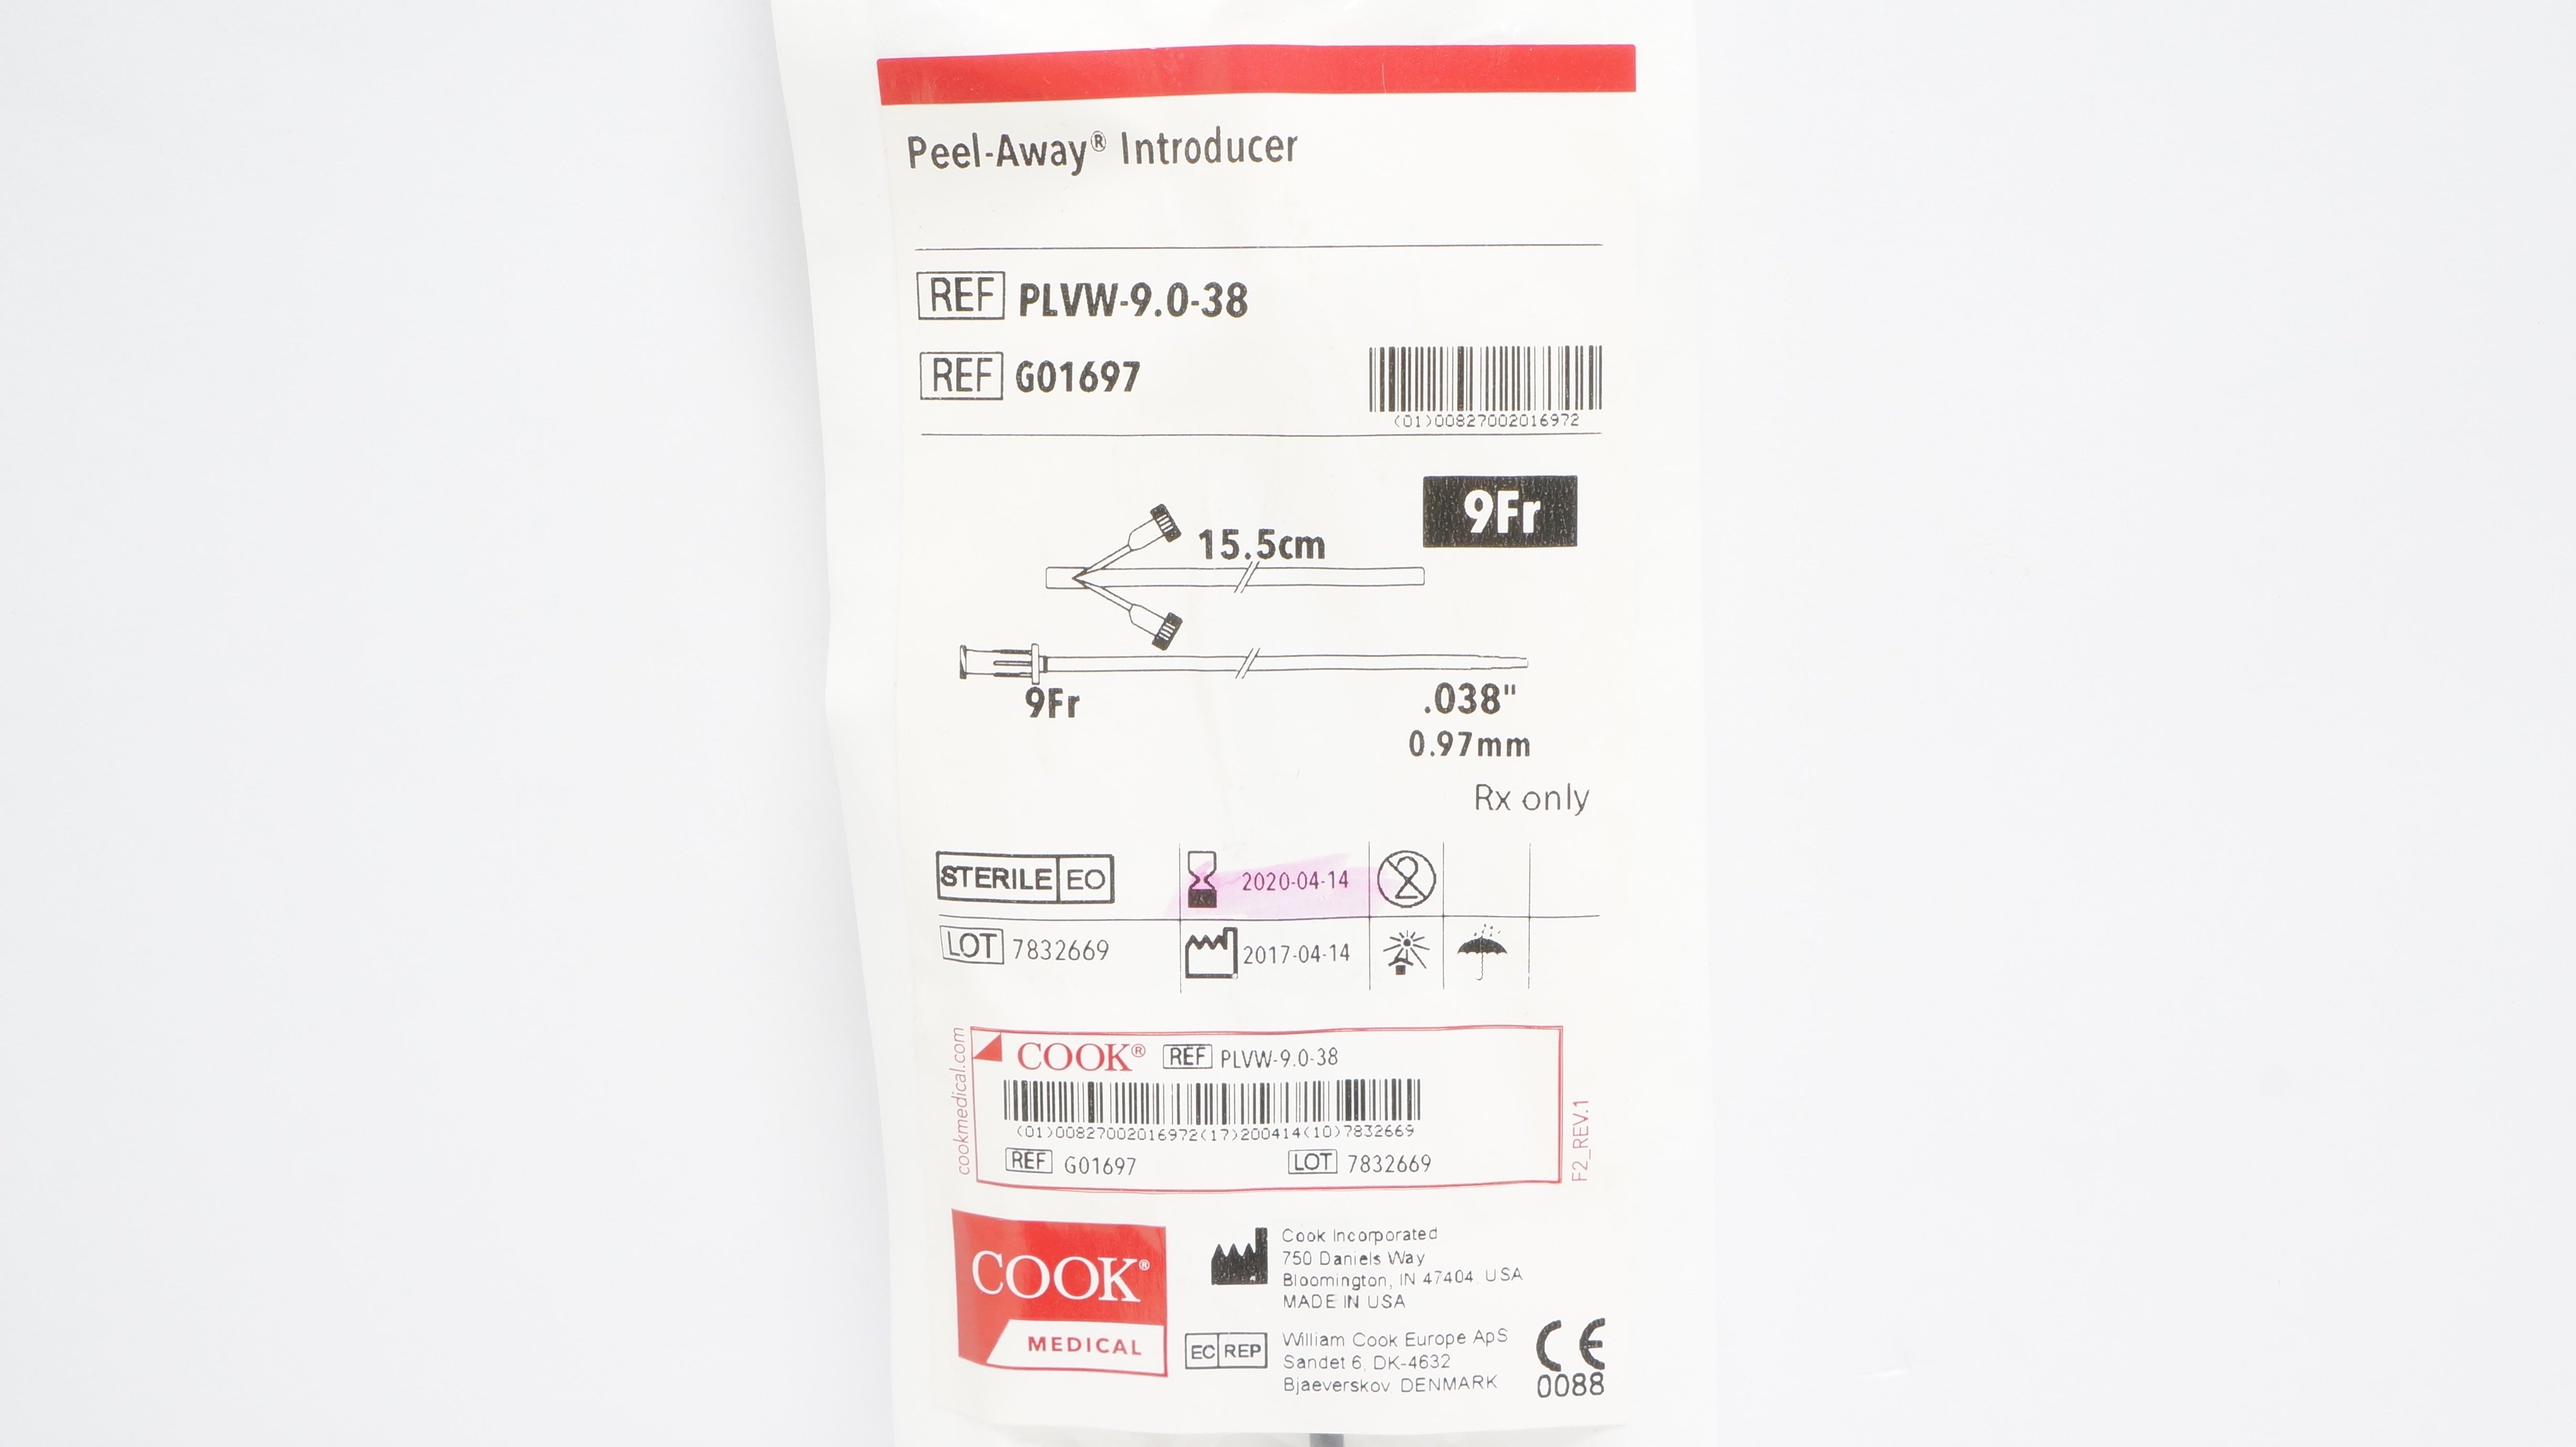 Peel-Away® Introducer
REF PLVW-9.0-38
REF G01697
(01)00827002016972
9Fr
15.5cm
9Fr
.038"
0.97mm
Rx only
STERILE EO
2020-04-14
2
LOT 7832669
2017-04-14
cookmedical.com
COOK® REF PLVW-9.0-38
(01)00827002016972(17)200414(10)7832669
REF G01697 LOT 7832669
F2_REV.1
COOK®
MEDICAL
Cook Incorporated
750 Daniels Way
Bloomington, IN 47404, USA
MADE IN USA
EC REP
William Cook Europe ApS
Sandet 6, DK-4632
Bjaeverskov DENMARK
CE
0088